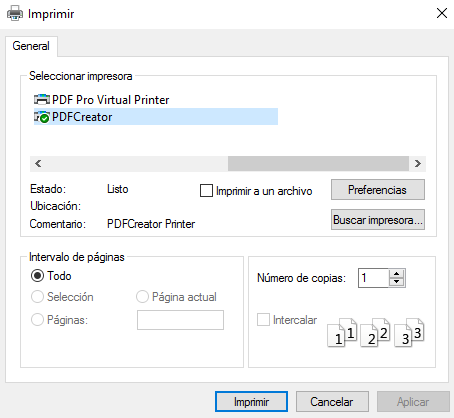 Imprimir
General
Seleccionar impresora
PDF Pro Virtual Printer
PDFCreator
Estado: Listo
Imprimir a un archivo
Preferencias
Ubicación:
Comentario: PDFCreator Printer
Buscar impresora...
Intervalo de páginas
Todo
Selección
Página actual
Páginas:
Número de copias: 1
Intercalar
1 1 2 2 3 3
Imprimir
Cancelar
Aplicar